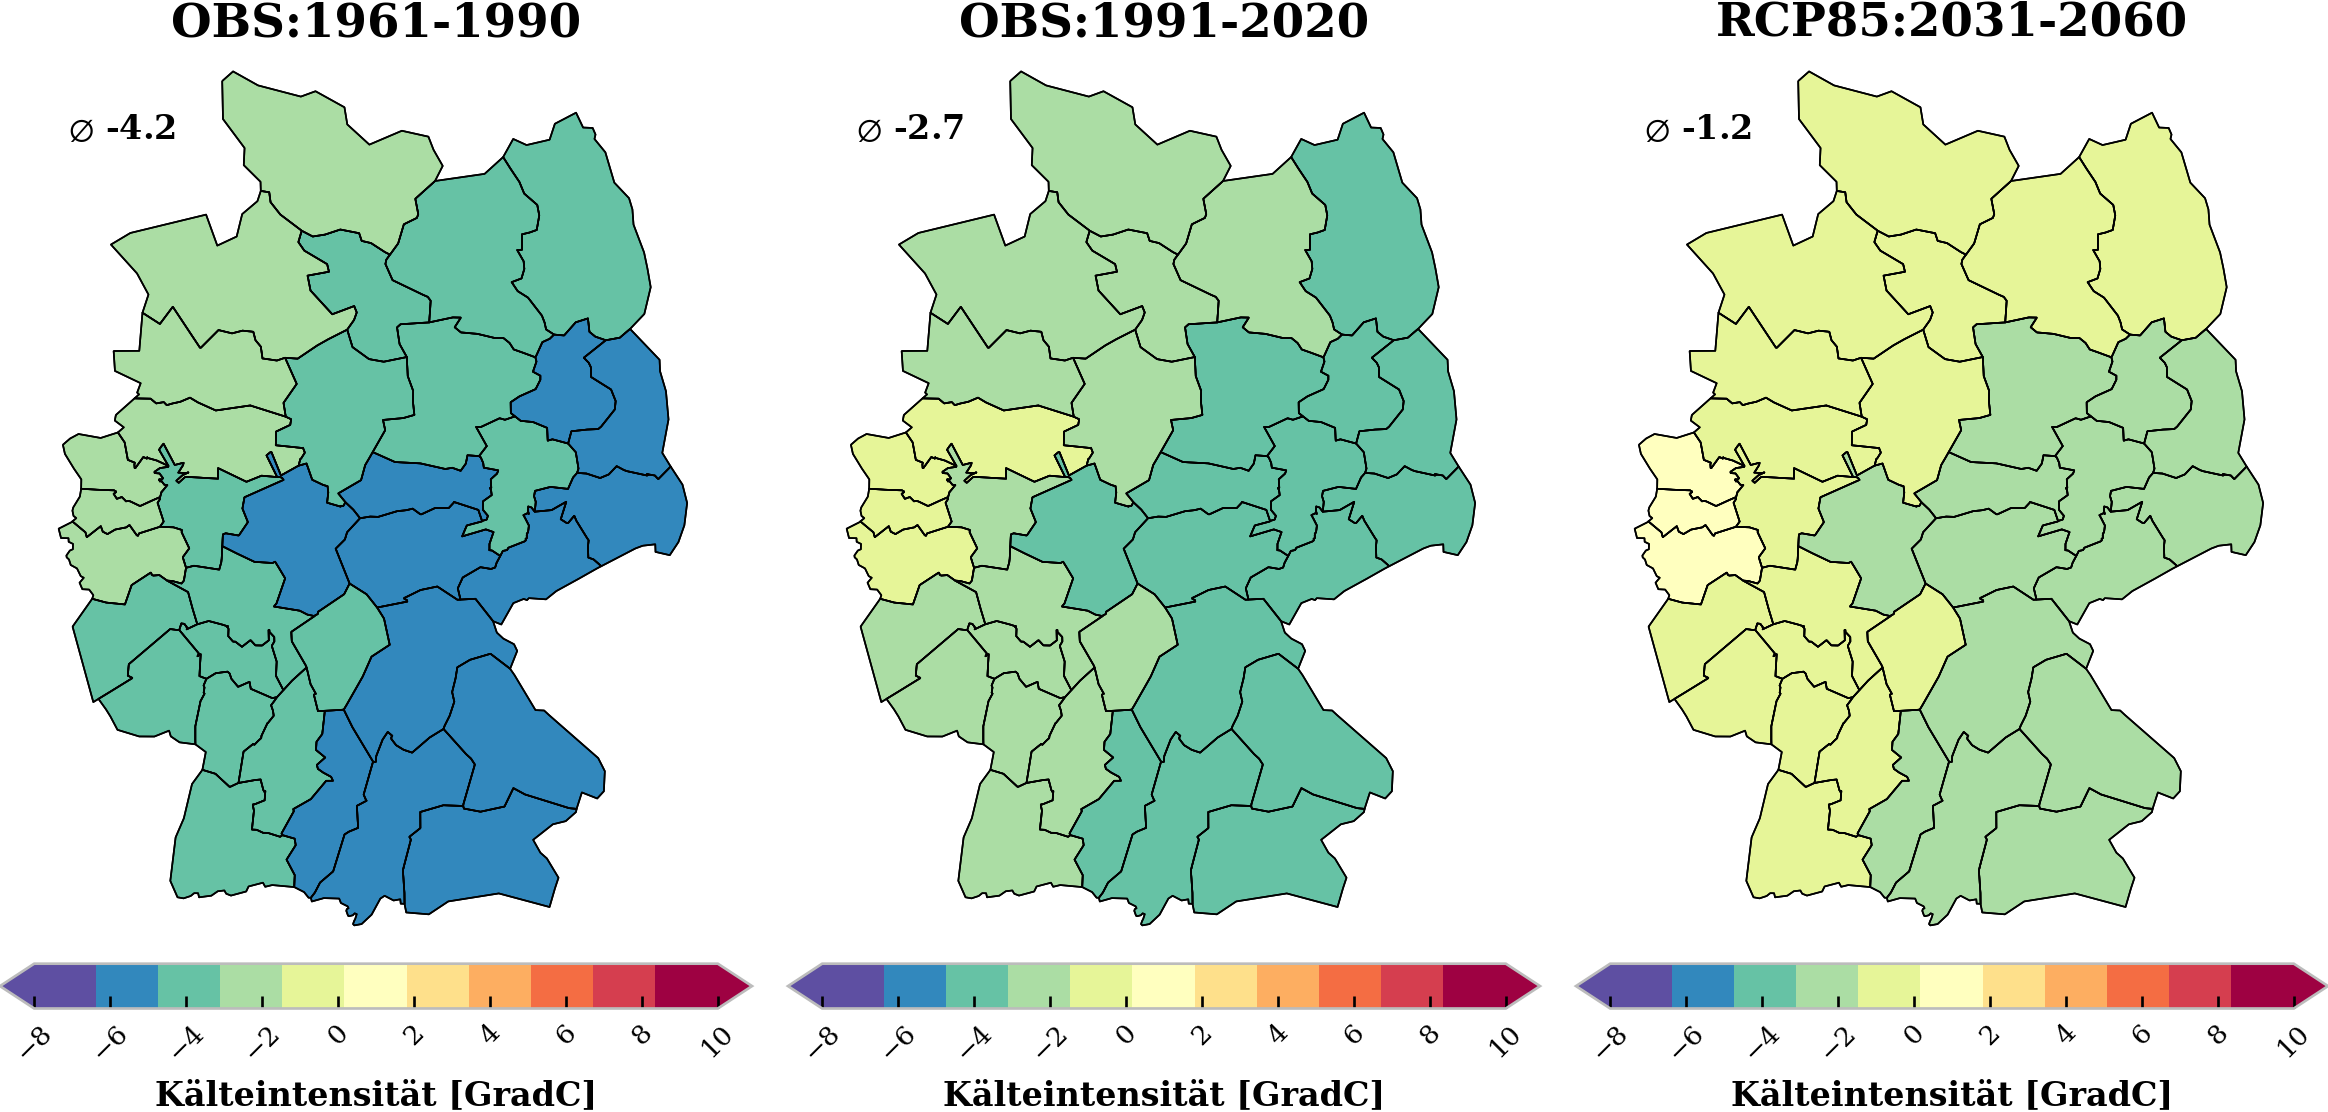 OBS:1961-1990
OBS:1991-2020
RCP85:2031-2060
∅ -4.2
∅ -2.7
∅ -1.2
−8 −6 −4 −2 0 2 4 6 8 10
−8 −6 −4 −2 0 2 4 6 8 10
−8 −6 −4 −2 0 2 4 6 8 10
Kälteintensität [GradC]
Kälteintensität [GradC]
Kälteintensität [GradC]